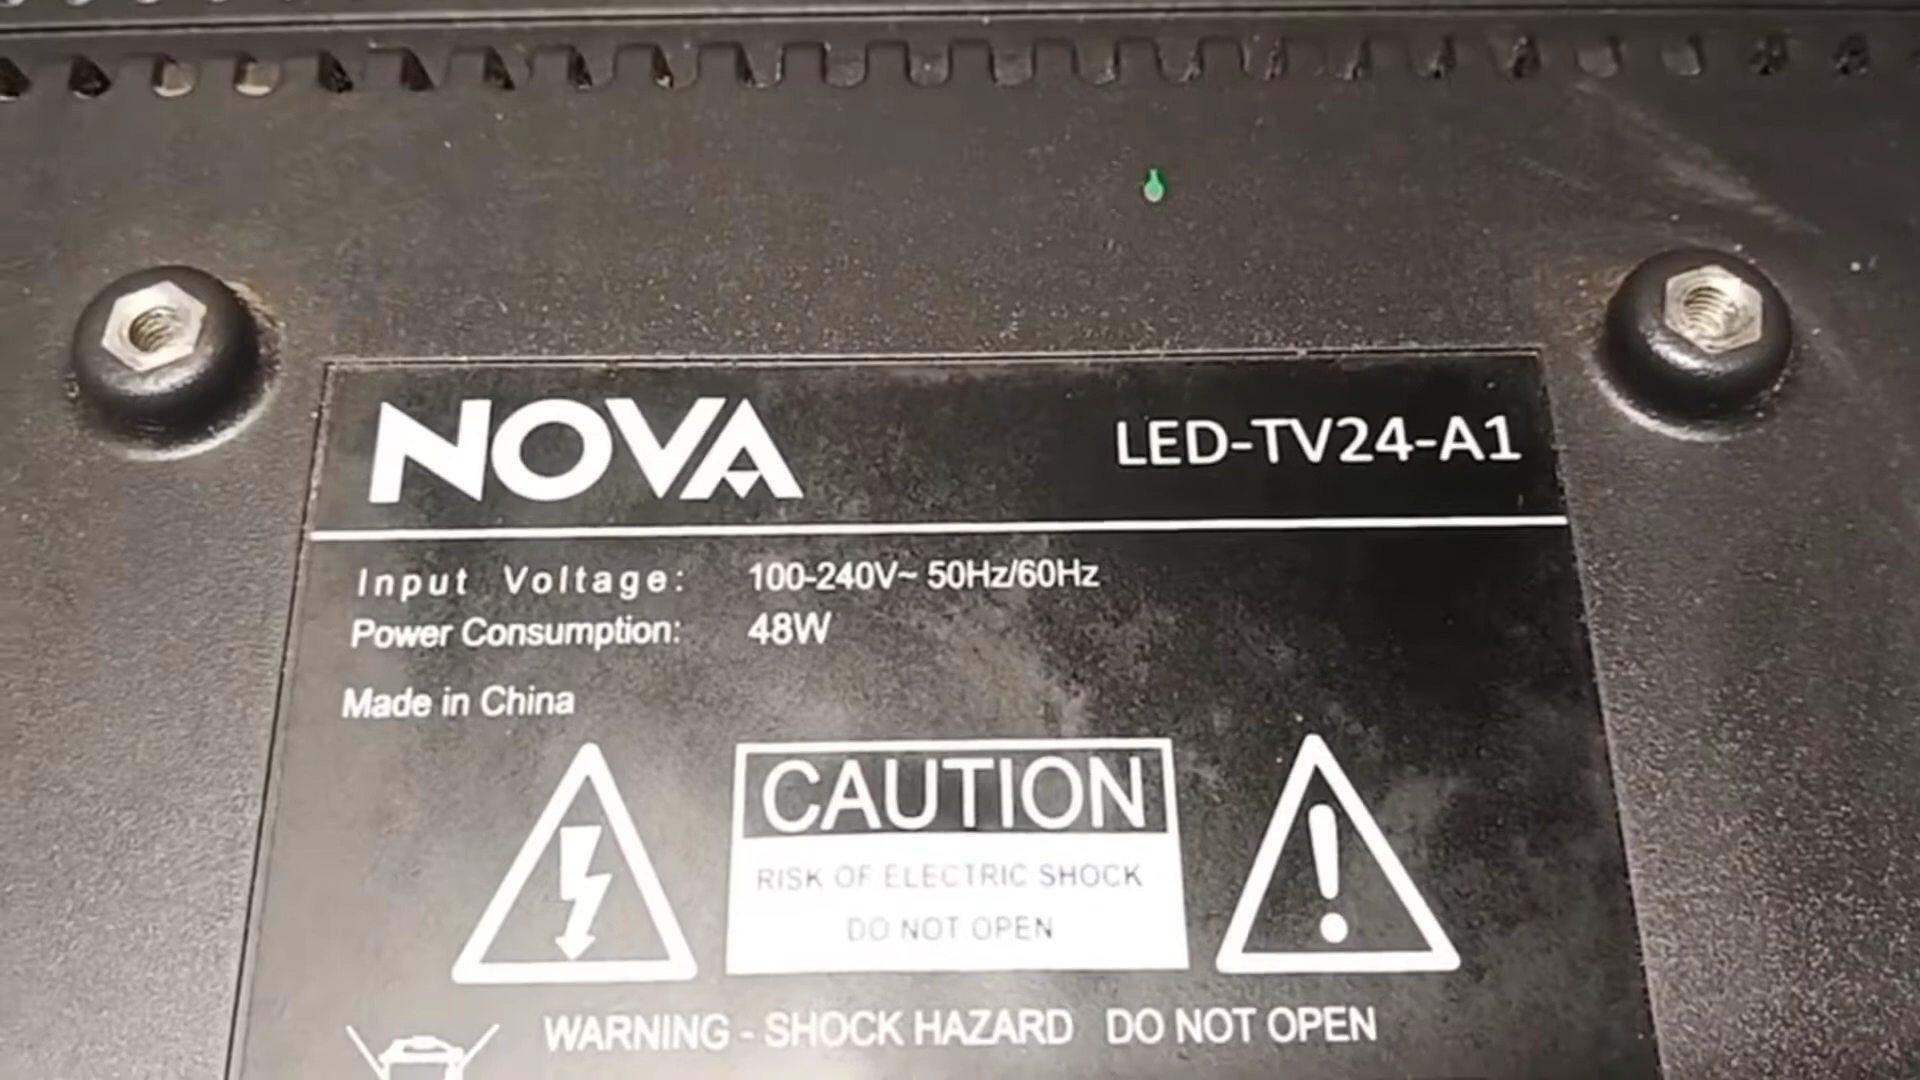 NOVA LED-TV24-A1
Input Voltage: 100-240V~ 50Hz/60Hz
Power Consumption: 48W
Made in China
CAUTION
RISK OF ELECTRIC SHOCK
DO NOT OPEN
WARNING - SHOCK HAZARD DO NOT OPEN